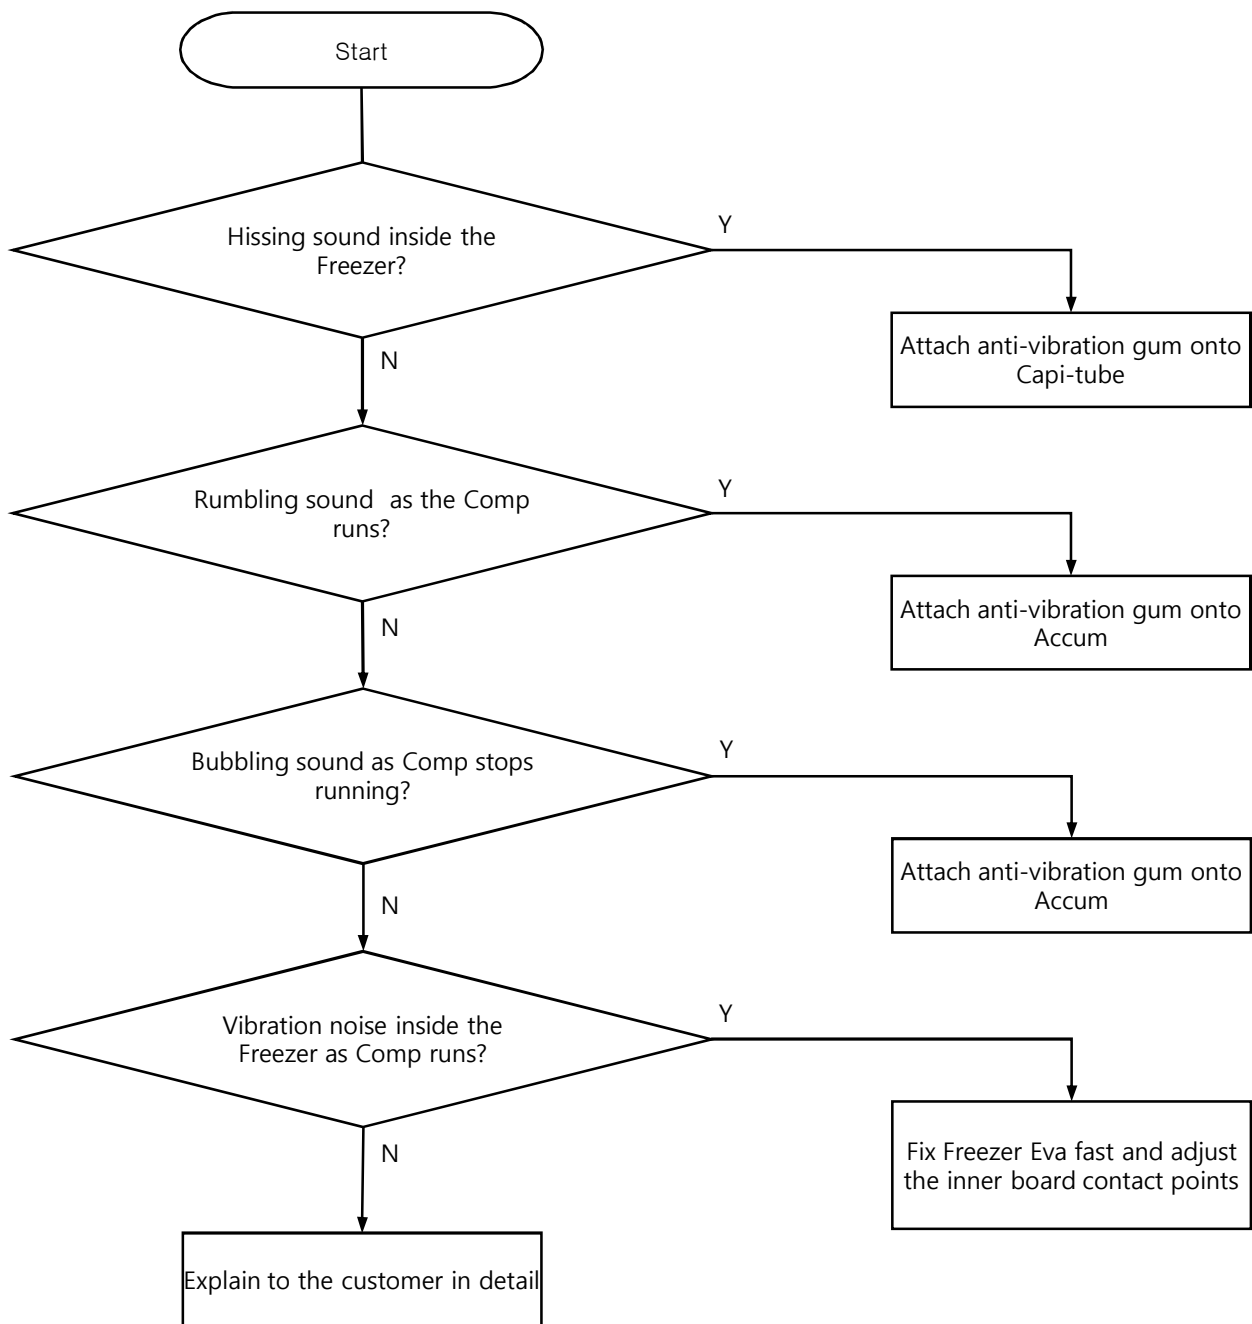 Start
Hissing sound inside the
Freezer?
Y
Attach anti-vibration gum onto
Capi-tube
N
Rumbling sound  as the Comp
runs?
Y
Attach anti-vibration gum onto
Accum
N
Bubbling sound as Comp stops
running?
Y
Attach anti-vibration gum onto
Accum
N
Vibration noise inside the
Freezer as Comp runs?
Y
Fix Freezer Eva fast and adjust
the inner board contact points
N
Explain to the customer in detail